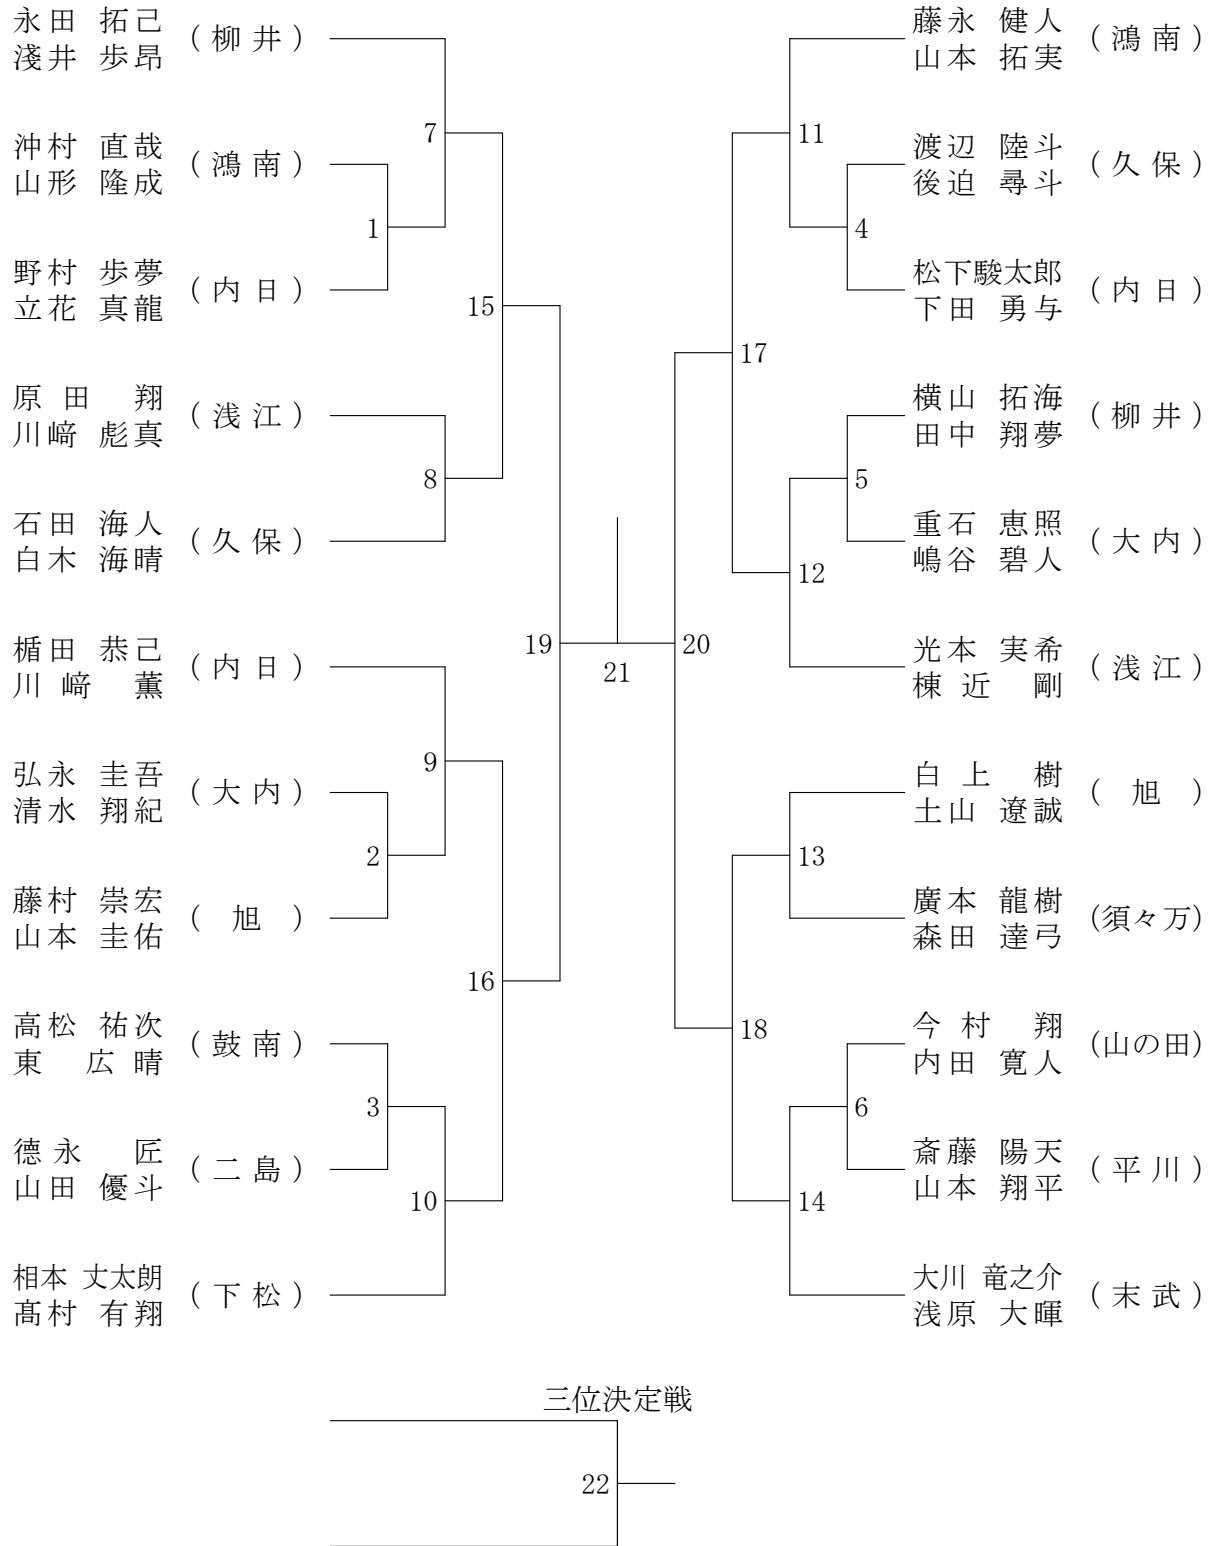 永田 拓己
淺井 歩昂
(柳井)
沖村 直哉
山形 隆成
(鴻南)
野村 歩夢
立花 真龍
(内日)
原田 翔
川﨑 彪真
(浅江)
石田 海人
白木 海晴
(久保)
楯田 恭己
川﨑 薫
(内日)
弘永 圭吾
清水 翔紀
(大内)
藤村 崇宏
山本 圭佑
(旭)
高松 祐次
東 広晴
(鼓南)
德永 匠
山田 優斗
(二島)
相本 丈太朗
髙村 有翔
(下松)
7
1
15
8
19
9
2
16
3
10
21
20
11
4
17
5
12
13
18
6
14
藤永 健人
山本 拓実
(鴻南)
渡辺 陸斗
後迫 尋斗
(久保)
松下駿太郎
下田 勇与
(内日)
横山 拓海
田中 翔夢
(柳井)
重石 恵照
嶋谷 碧人
(大内)
光本 実希
棟近 剛
(浅江)
白上 樹
土山 遼誠
(旭)
廣本 龍樹
森田 達弓
(須々万)
今村 翔
内田 寛人
(山の田)
斎藤 陽天
山本 翔平
(平川)
大川 竜之介
浅原 大暉
(末武)
三位決定戦
22